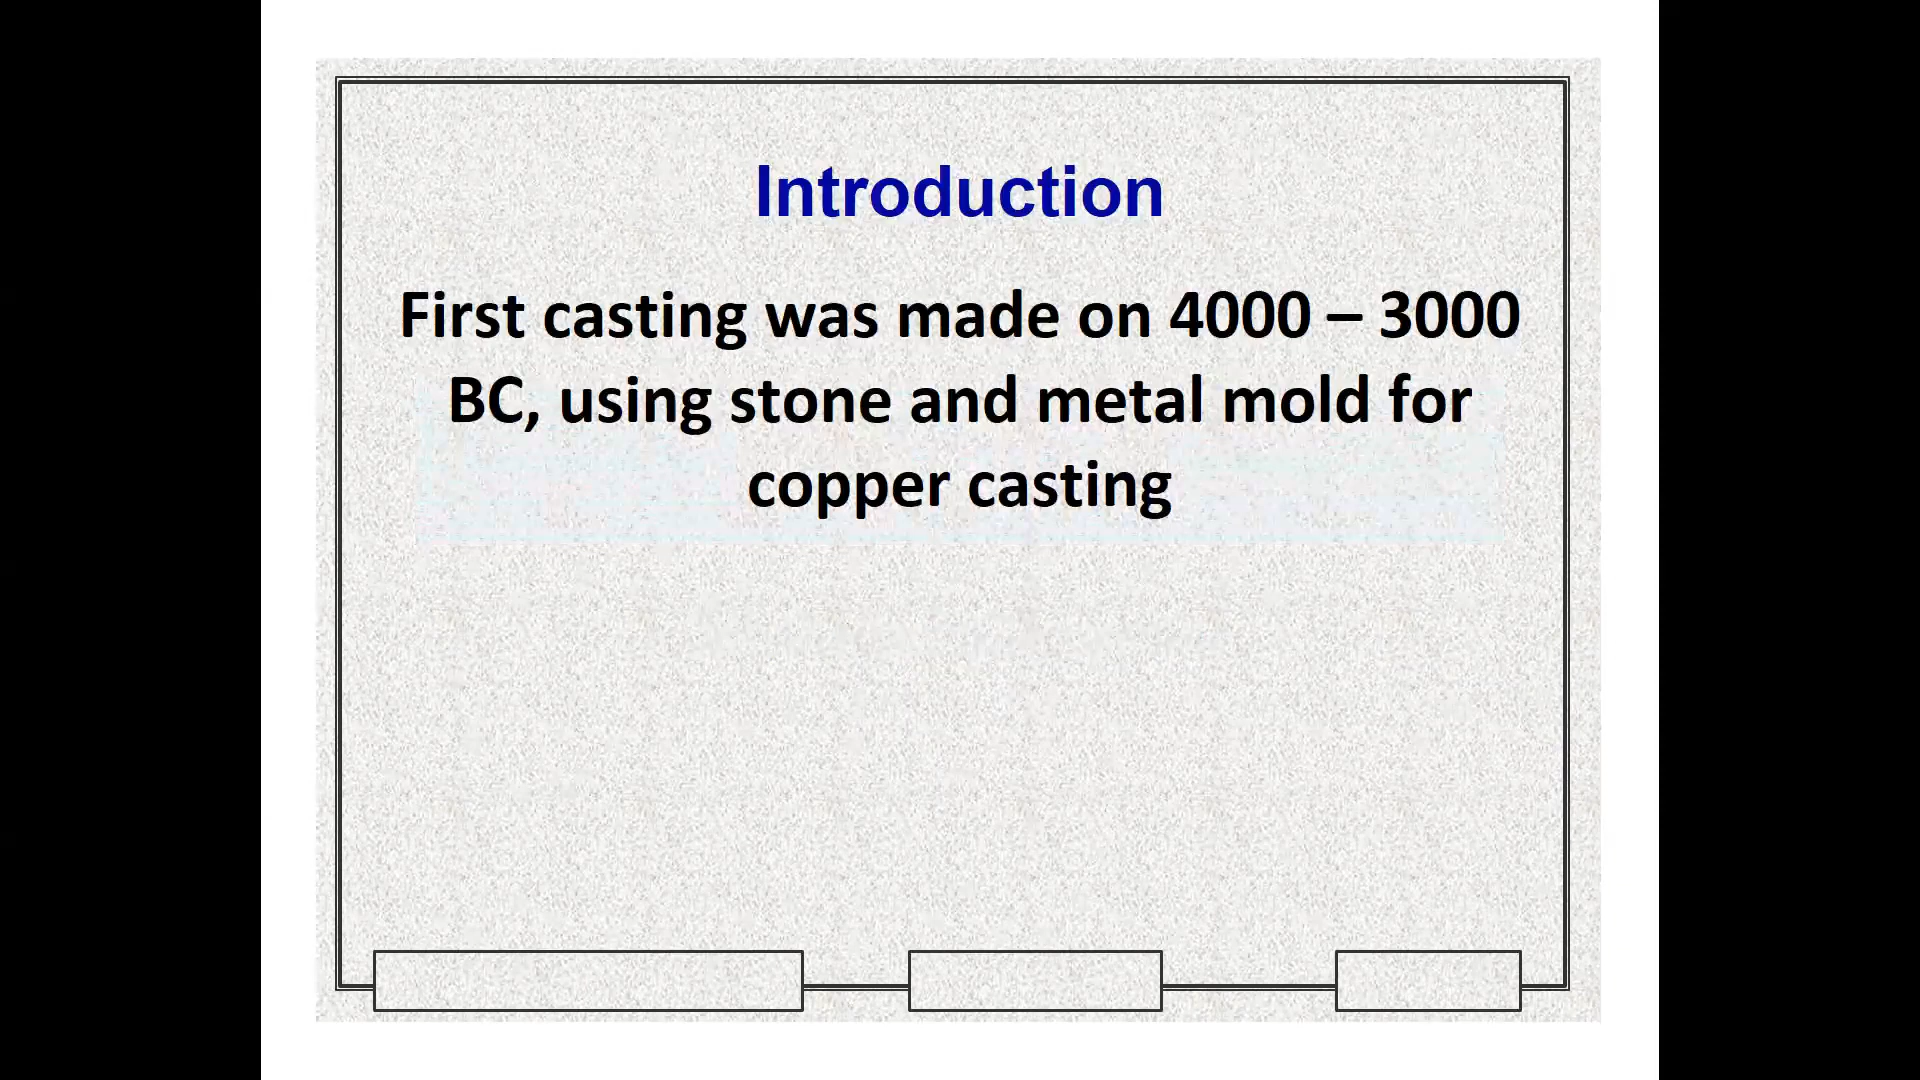 Introduction
First casting was made on 4000 – 3000
BC, using stone and metal mold for
copper casting